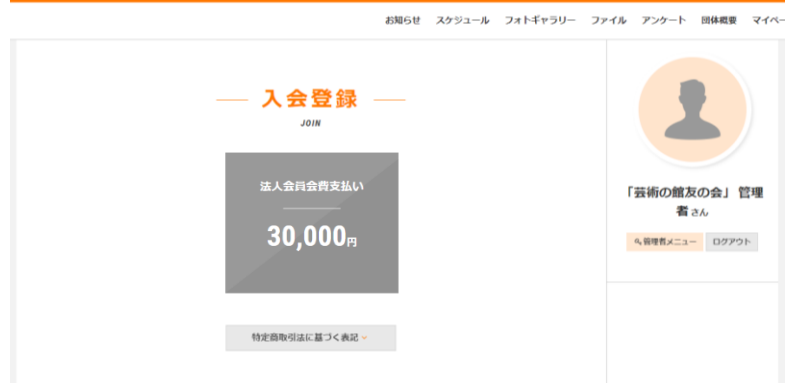 お知らせ スケジュール フォトギャラリー ファイル アンケート 団体概要 マイペー
入会登録
JOIN
法人会員会費支払い
30,000円
特定商取引法に基づく表記
「芸術の館友の会」 管理
者 さん
管理者メニュー ログアウト